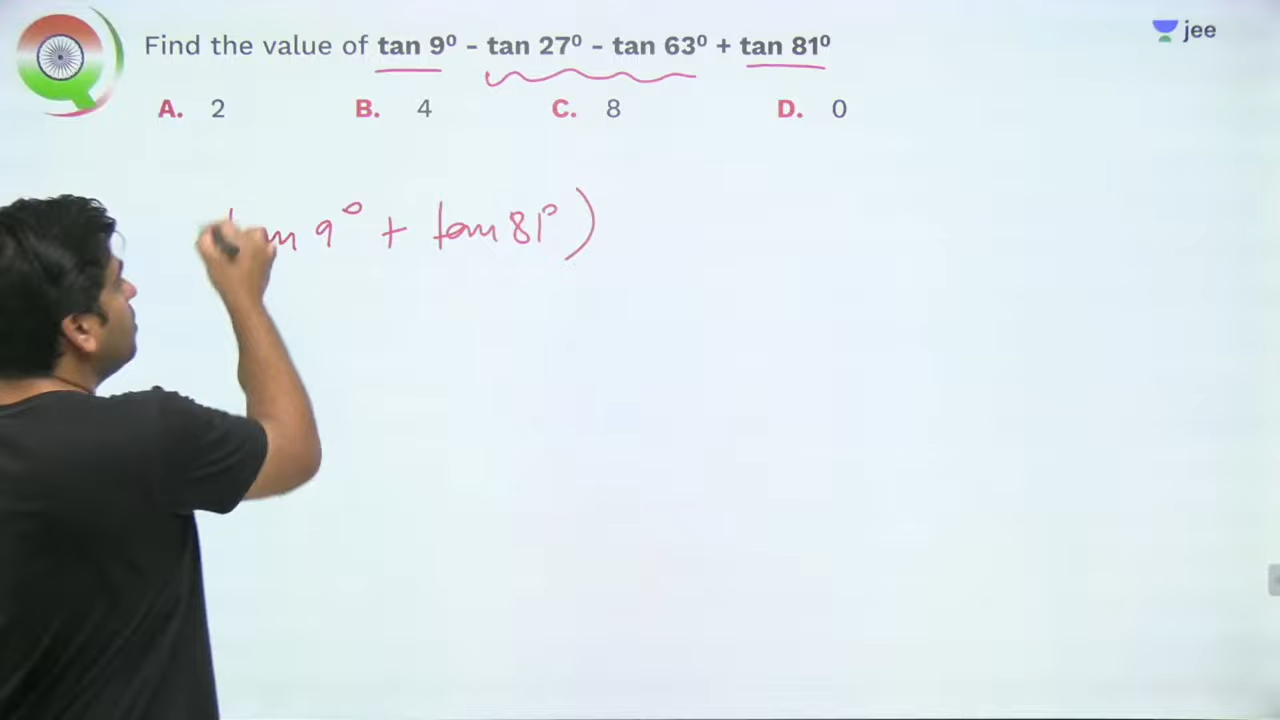 Find the value of tan 9⁰ - tan 27⁰ - tan 63⁰ + tan 81⁰
jee
A. 2 B. 4 C. 8 D. 0
9° + tan 81° )